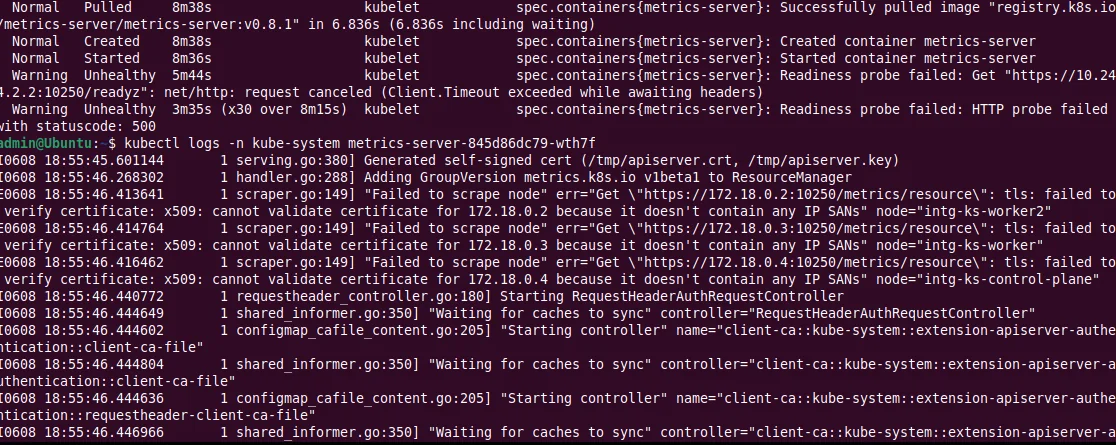 Normal Pulled 8m38s kubelet spec.containers{metrics-server}: Successfully pulled image "registry.k8s.io
/metrics-server/metrics-server:v0.8.1" in 6.836s (6.836s including waiting)
Normal Created 8m38s kubelet spec.containers{metrics-server}: Created container metrics-server
Normal Started 8m36s kubelet spec.containers{metrics-server}: Started container metrics-server
Warning Unhealthy 5m44s kubelet spec.containers{metrics-server}: Readiness probe failed: Get "https://10.24
4.2.2:10250/readyz": net/http: request canceled (Client.Timeout exceeded while awaiting headers)
Warning Unhealthy 3m35s (x30 over 8m15s) kubelet spec.containers{metrics-server}: Readiness probe failed: HTTP probe failed
with statuscode: 500
admin@Ubuntu:~$ kubectl logs -n kube-system metrics-server-845d86dc79-wth7f
I0608 18:55:45.601144 1 serving.go:380] Generated self-signed cert (/tmp/apiserver.crt, /tmp/apiserver.key)
I0608 18:55:46.268302 1 handler.go:288] Adding GroupVersion metrics.k8s.io v1beta1 to ResourceManager
E0608 18:55:46.413641 1 scraper.go:149] "Failed to scrape node" err="Get \"https://172.18.0.2:10250/metrics/resource\": tls: failed to
verify certificate: x509: cannot validate certificate for 172.18.0.2 because it doesn't contain any IP SANs" node="intg-ks-worker2"
E0608 18:55:46.414764 1 scraper.go:149] "Failed to scrape node" err="Get \"https://172.18.0.3:10250/metrics/resource\": tls: failed to
verify certificate: x509: cannot validate certificate for 172.18.0.3 because it doesn't contain any IP SANs" node="intg-ks-worker"
E0608 18:55:46.416462 1 scraper.go:149] "Failed to scrape node" err="Get \"https://172.18.0.4:10250/metrics/resource\": tls: failed to
verify certificate: x509: cannot validate certificate for 172.18.0.4 because it doesn't contain any IP SANs" node="intg-ks-control-plane"
I0608 18:55:46.440772 1 requestheader_controller.go:180] Starting RequestHeaderAuthRequestController
I0608 18:55:46.444649 1 shared_informer.go:350] "Waiting for caches to sync" controller="RequestHeaderAuthRequestController"
I0608 18:55:46.444602 1 configmap_cafile_content.go:205] "Starting controller" name="client-ca::kube-system::extension-apiserver-authe
ntication::client-ca-file"
I0608 18:55:46.444804 1 shared_informer.go:350] "Waiting for caches to sync" controller="client-ca::kube-system::extension-apiserver-a
uthentication::client-ca-file"
I0608 18:55:46.444636 1 configmap_cafile_content.go:205] "Starting controller" name="client-ca::kube-system::extension-apiserver-authe
ntication::requestheader-client-ca-file"
I0608 18:55:46.446966 1 shared_informer.go:350] "Waiting for caches to sync" controller="client-ca::kube-system::extension-apiserver-a